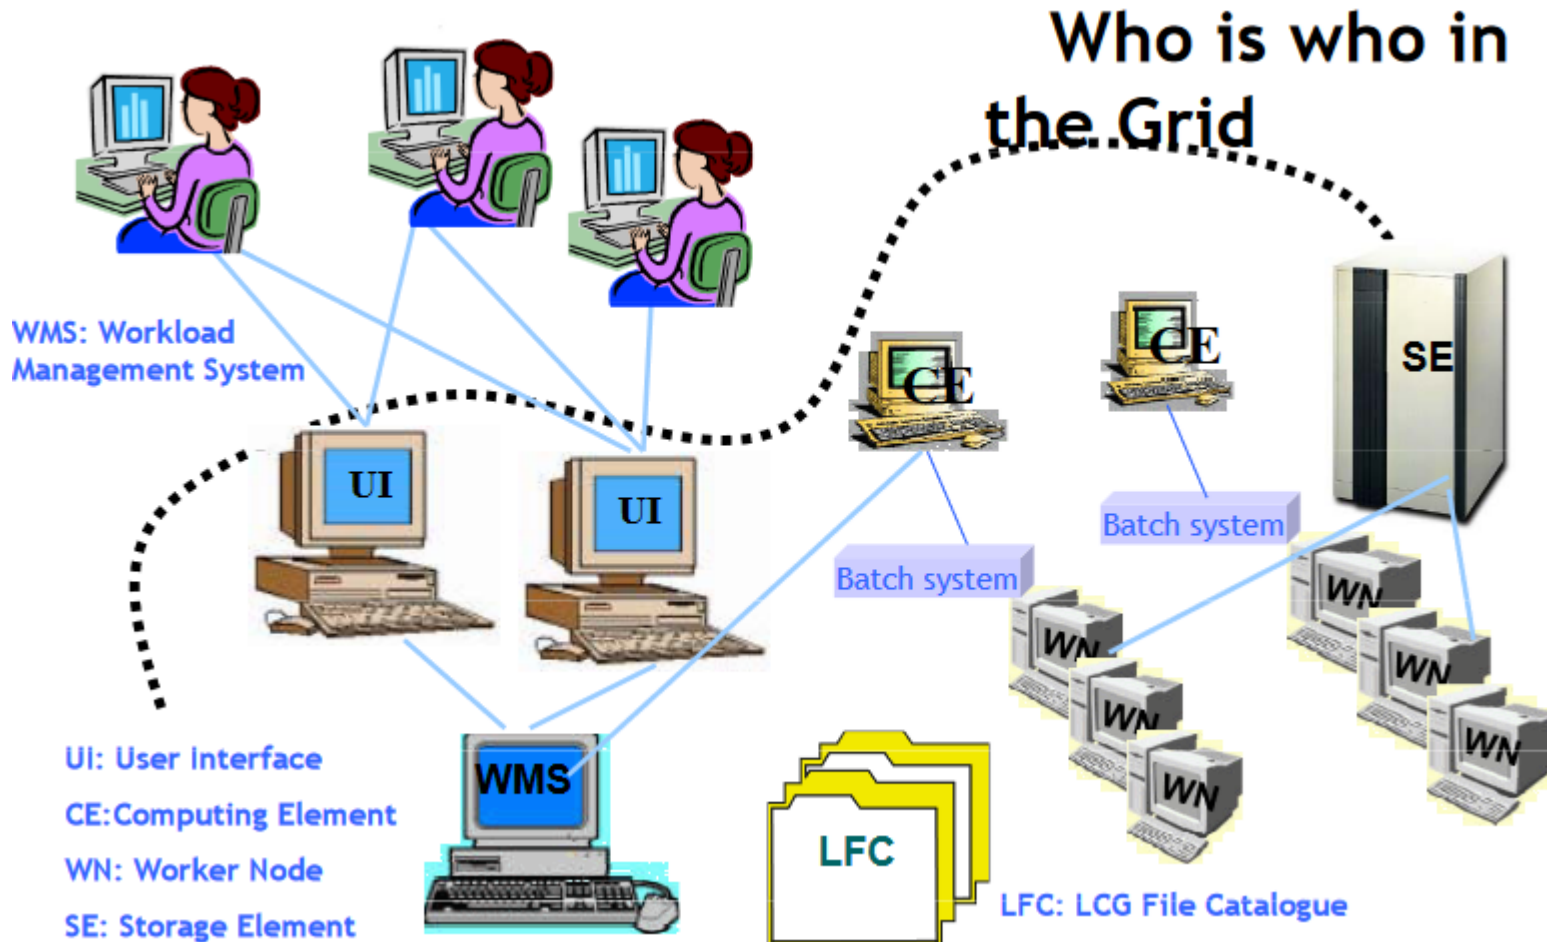 Who is who in
the Grid
WMS: Workload
Management System
CE
CE
SE
UI
UI
Batch system
Batch system
WN
WN
WN
WN
WN
WN
WMS
LFC
UI: User Interface
CE:Computing Element
WN: Worker Node
SE: Storage Element
LFC: LCG File Catalogue